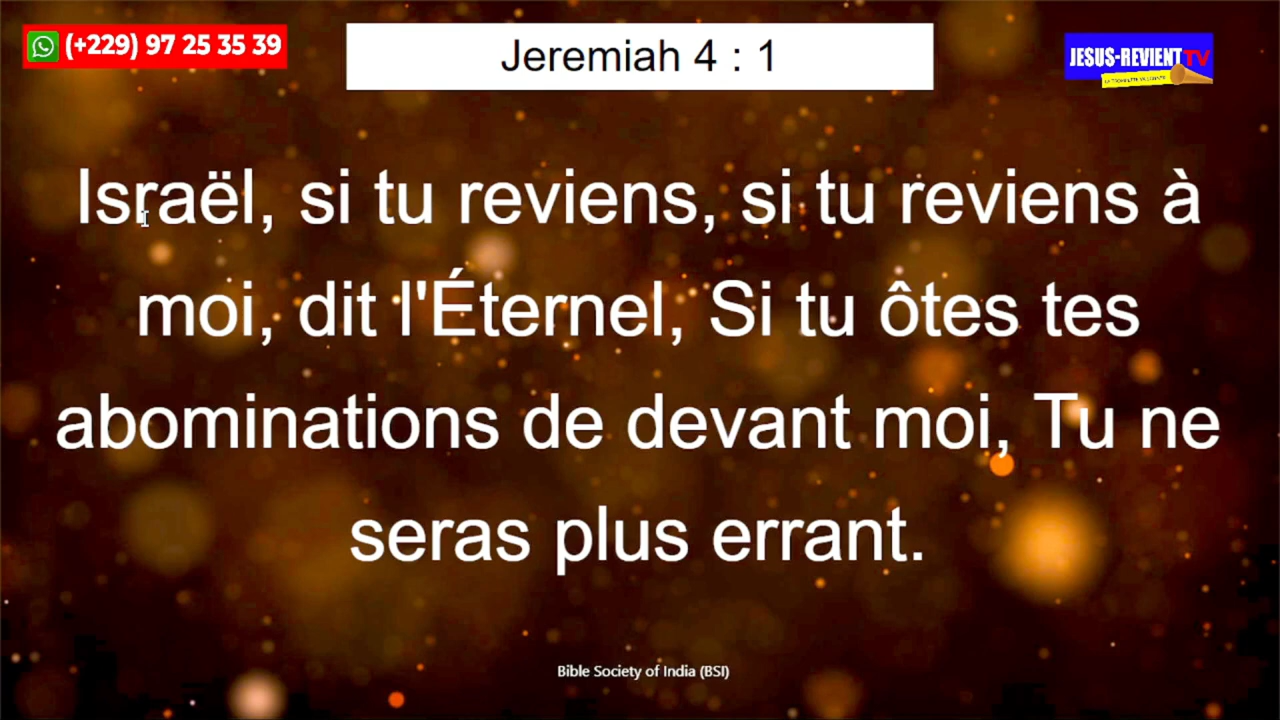 (+229) 97 25 35 39
Jeremiah 4 : 1
JESUS-REVIENT TV
Israël, si tu reviens, si tu reviens à
moi, dit l'Éternel, Si tu ôtes tes
abominations de devant moi, Tu ne
seras plus errant.
Bible Society of India (BSI)